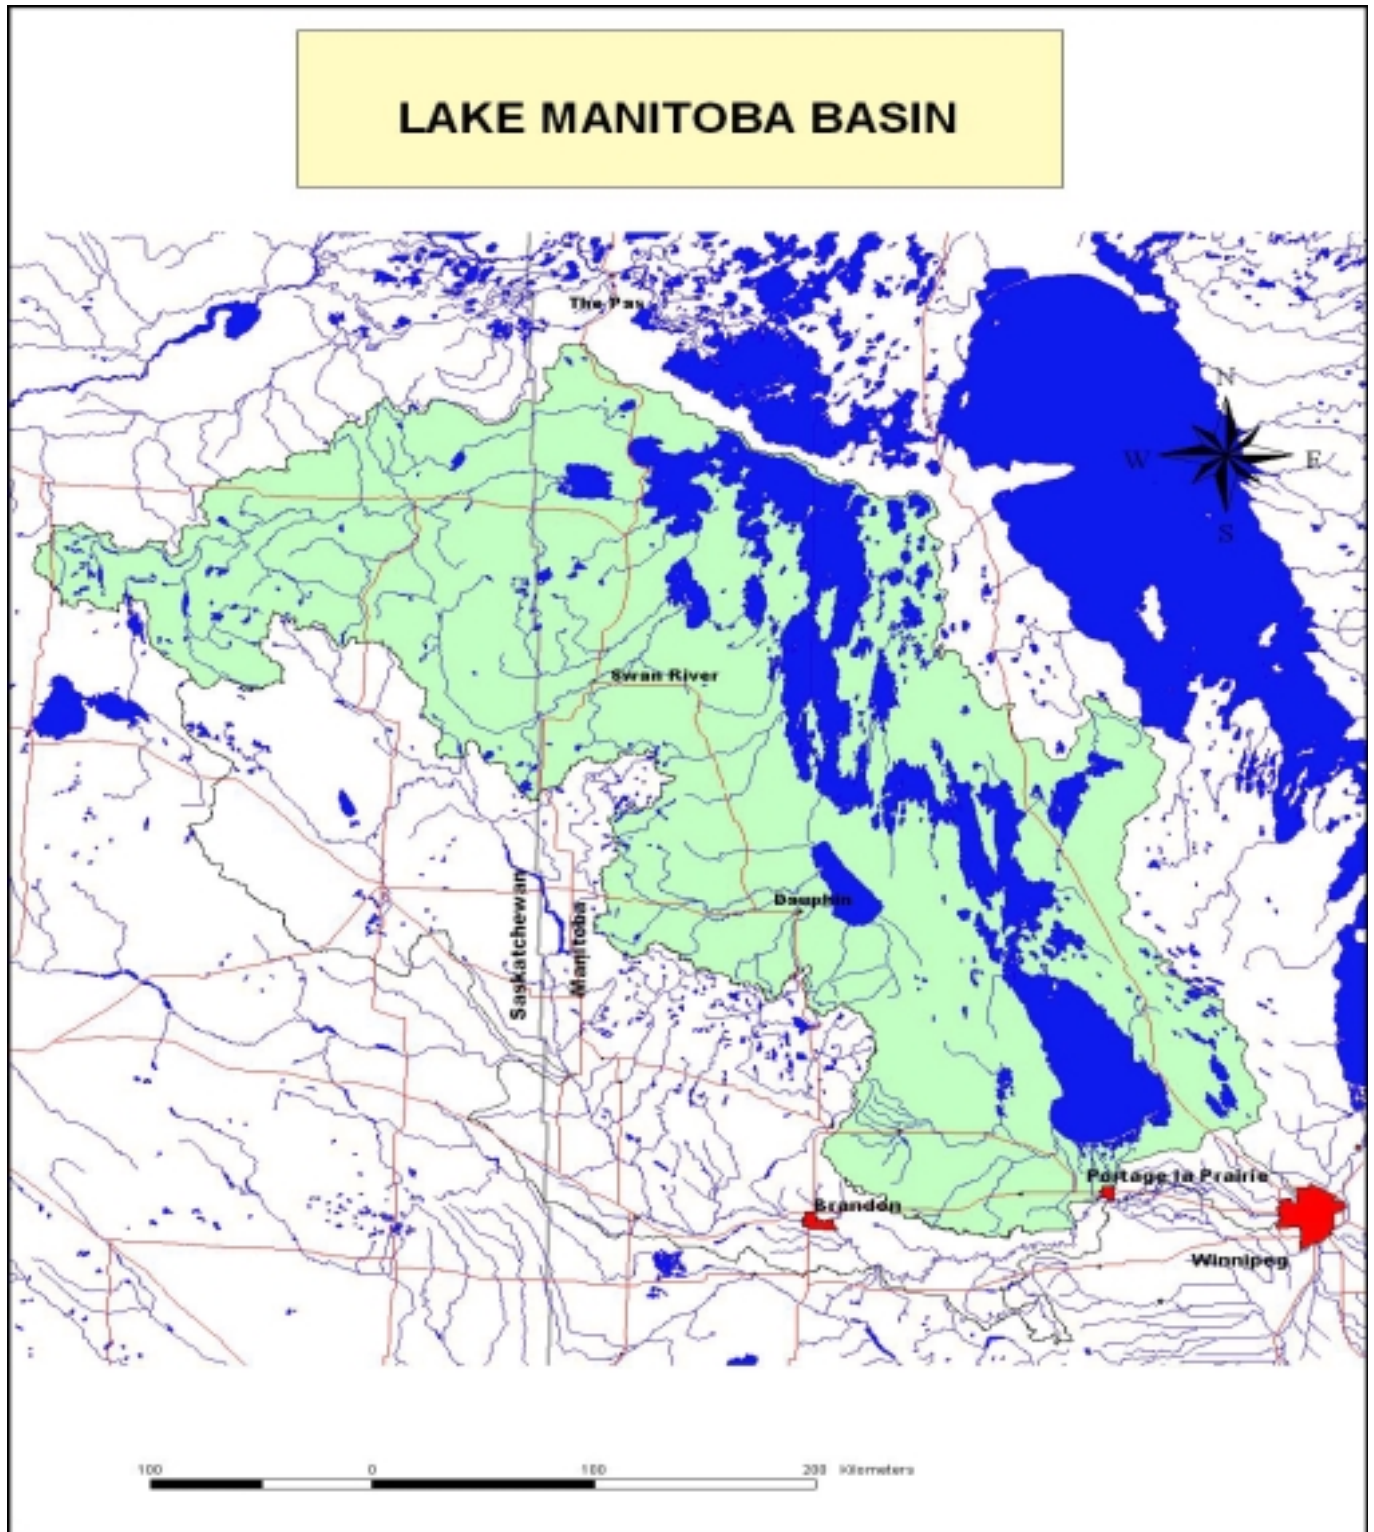 LAKE MANITOBA BASIN
The Pas
N
W
E
S
Swan River
Saskatchewan
Manitoba
Dauphin
Portage la Prairie
Brandon
Winnipeg
100 0 100 200 Kilometers